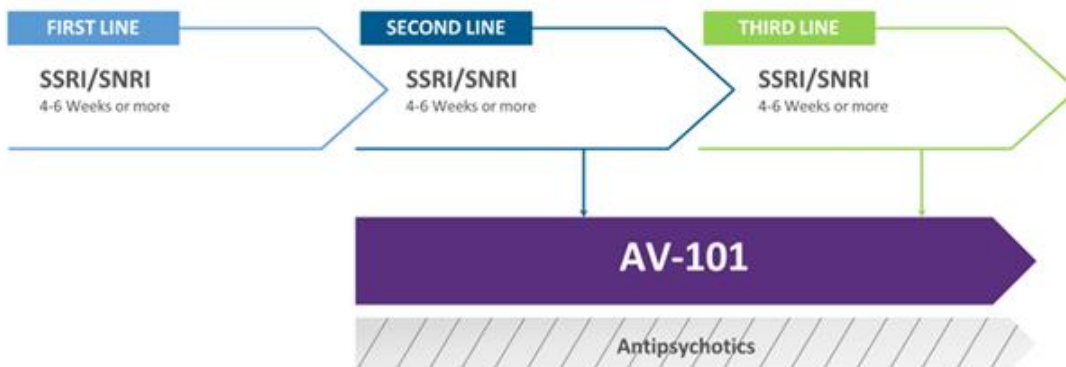 FIRST LINE
SSRI/SNRI
4-6 Weeks or more
SECOND LINE
SSRI/SNRI
4-6 Weeks or more
THIRD LINE
SSRI/SNRI
4-6 Weeks or more
AV-101
Antipsychotics